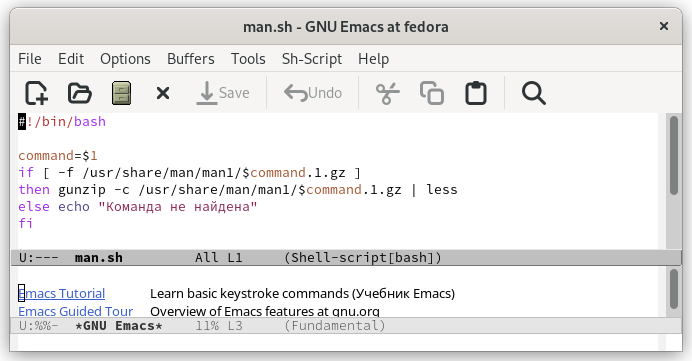 man.sh - GNU Emacs at fedora
File Edit Options Buffers Tools Sh-Script Help
Save Undo
#!/bin/bash
command=$1
if [ -f /usr/share/man/man1/$command.1.gz ]
then gunzip -c /usr/share/man/man1/$command.1.gz | less
else echo "Команда не найдена"
fi
U:--- man.sh All L1 (Shell-script[bash])
Emacs Tutorial Learn basic keystroke commands (Учебник Emacs)
Emacs Guided Tour Overview of Emacs features at gnu.org
U:%%- *GNU Emacs* 11% L3 (Fundamental)